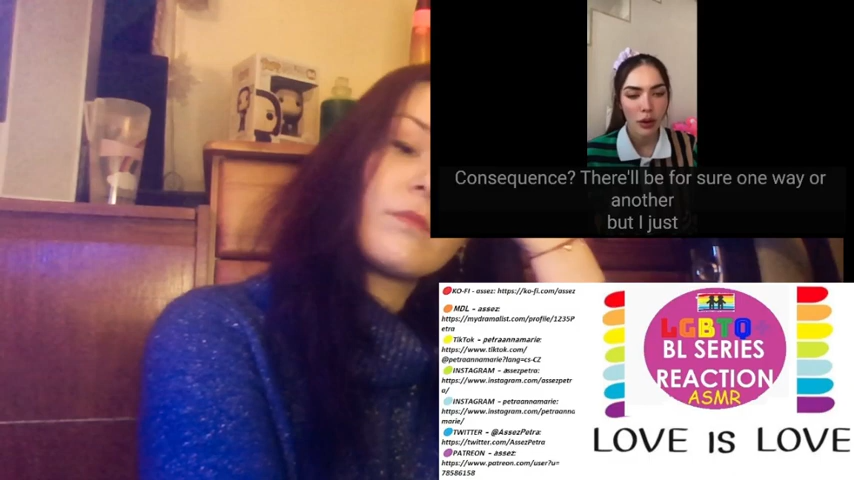 Consequence? There'll be for sure one way or
another
but I just
KO-FI - assez: https://ko-fi.com/assez
MDL – assez:
https://mydramalist.com/profile/1235P
etra
TikTok – petraannamarie:
https://www.tiktok.com/
@petraannamarie?lang=cs-CZ
INSTAGRAM – assezpetra:
https://www.instagram.com/assezpetr
a/
INSTAGRAM – petraannamarie:
https://www.instagram.com/petraanna
marie/
TWITTER – @AssezPetra:
https://twitter.com/AssezPetra
PATREON – assez:
https://www.patreon.com/user?u=
78586158
LGBTQ+
BL SERIES
REACTION
ASMR
LOVE IS LOVE